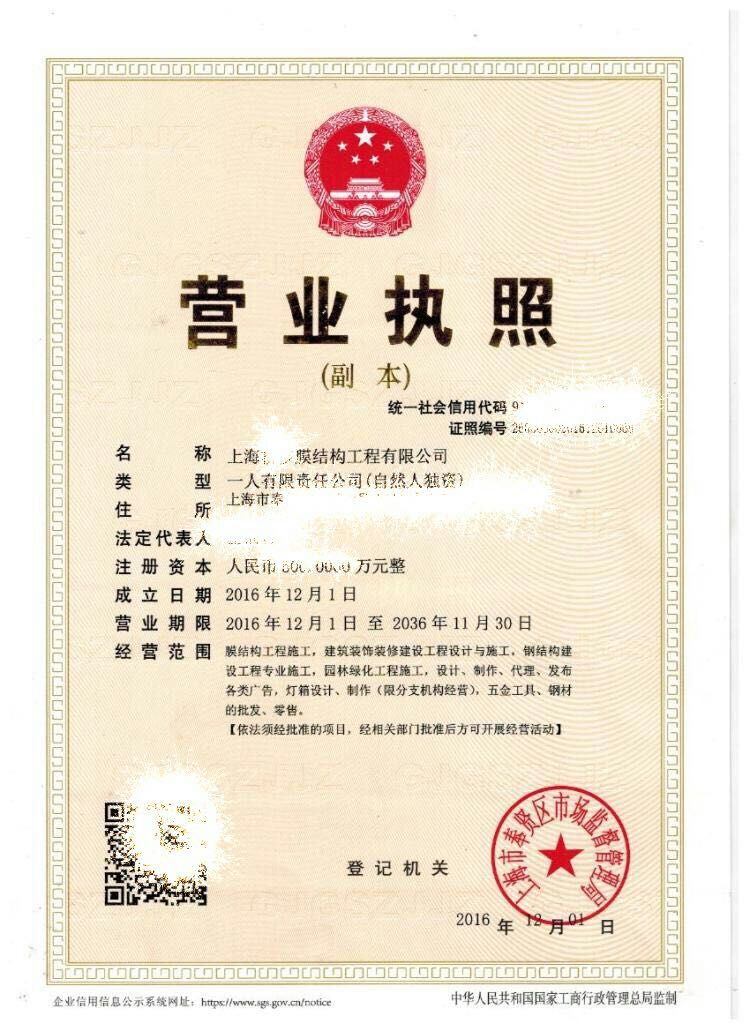 营业执照
(副 本)
统一社会信用代码 9
证照编号
名 称 上海 膜结构工程有限公司
类 型 一人有限责任公司(自然人独资)
住 所 上海市奉
法定代表人
注册资本 人民币 万元整
成立日期 2016年12月1日
营业期限 2016年12月1日 至 2036年11月30日
经营范围 膜结构工程施工，建筑装饰装修建设工程设计与施工，钢结构建
设工程专业施工，园林绿化工程施工，设计、制作、代理、发布
各类广告，灯箱设计、制作（限分支机构经营），五金工具、钢材
的批发、零售。
【依法须经批准的项目，经相关部门批准后方可开展经营活动】
登记机关
上海市奉贤区市场监督管理局
2016 年 12 月 01 日
企业信用信息公示系统网址：https://www.sgs.gov.cn/notice
中华人民共和国国家工商行政管理总局监制